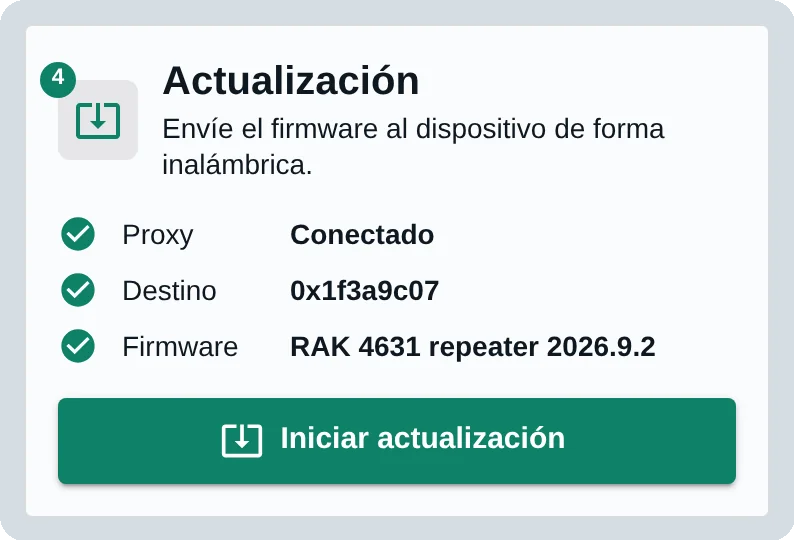 4
Actualización
Envíe el firmware al dispositivo de forma
inalámbrica.
Proxy Conectado
Destino 0x1f3a9c07
Firmware RAK 4631 repeater 2026.9.2
Iniciar actualización